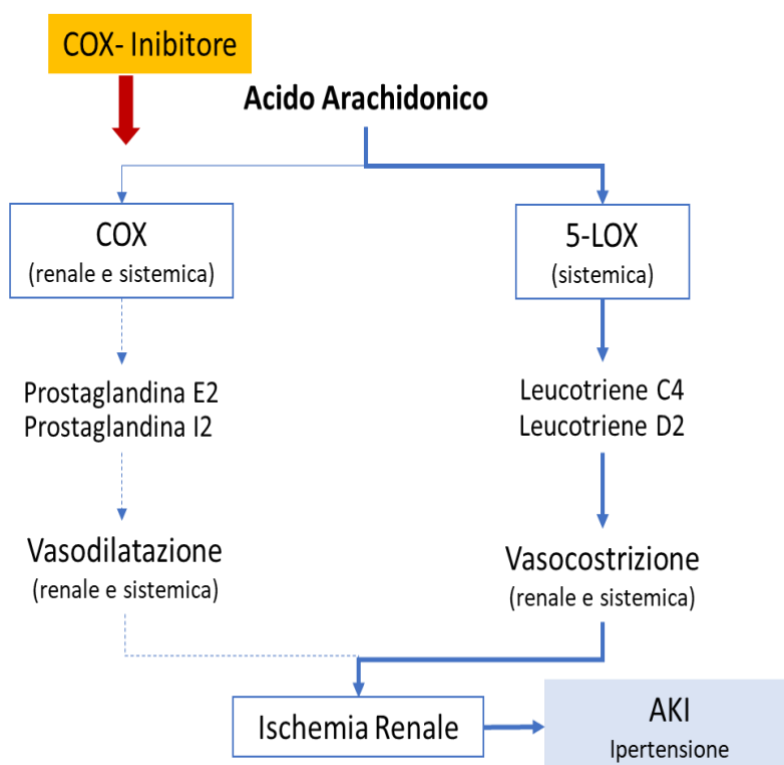 COX- Inibitore
Acido Arachidonico
COX
(renale e sistemica)
5-LOX
(sistemica)
Prostaglandina E2
Prostaglandina I2
Leucotriene C4
Leucotriene D2
Vasodilatazione
(renale e sistemica)
Vasocostrizione
(renale e sistemica)
Ischemia Renale
AKI
Ipertensione